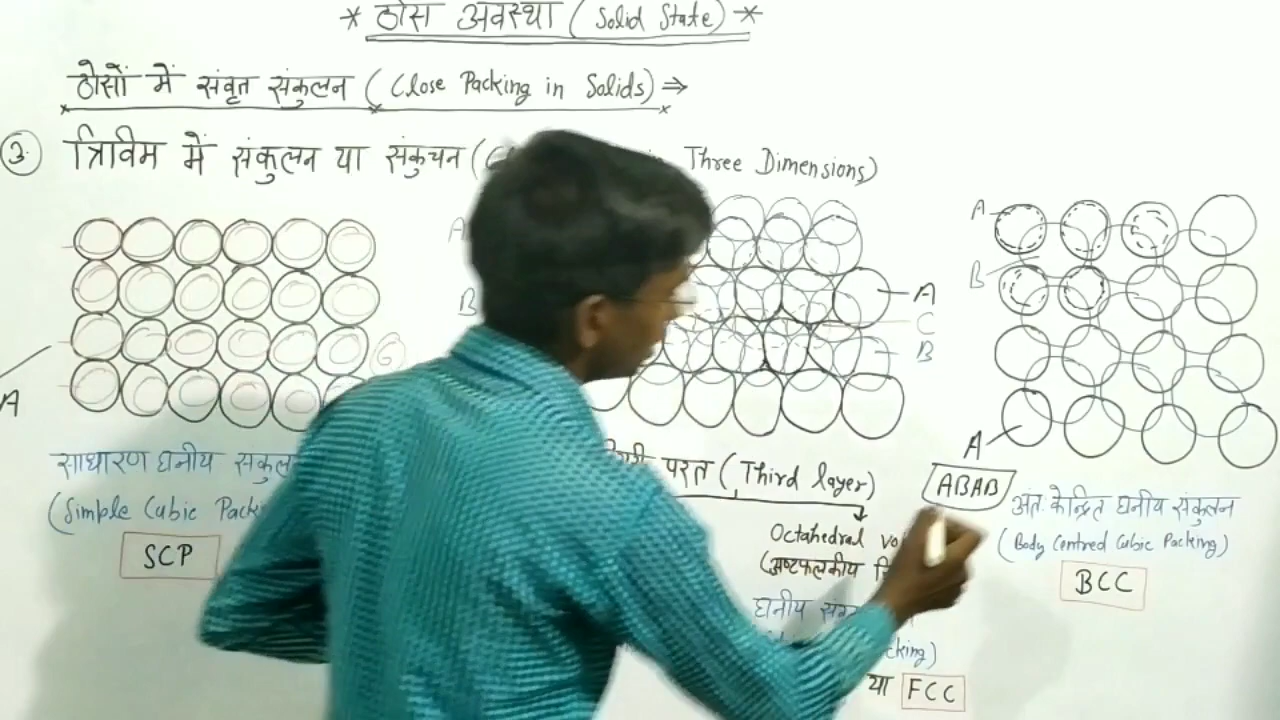 * ठोस अवस्था ( Solid State) *
ठोसों में संवृत संकुलन ( Close Packing in Solids) ⇒
3. त्रिविम में संकुलन या संकुचन ( Three Dimensions)
A
B
A
C
B
A
B
A
A
ABAB
साधारण घनीय
(Simple Cubic
SCP
परत ( Third layer)
Octahedral
(अष्टफलकीय
घनीय
cking)
या FCC
अंत: केन्द्रित घनीय संकुलन
(Body Centred Cubic Packing)
BCC